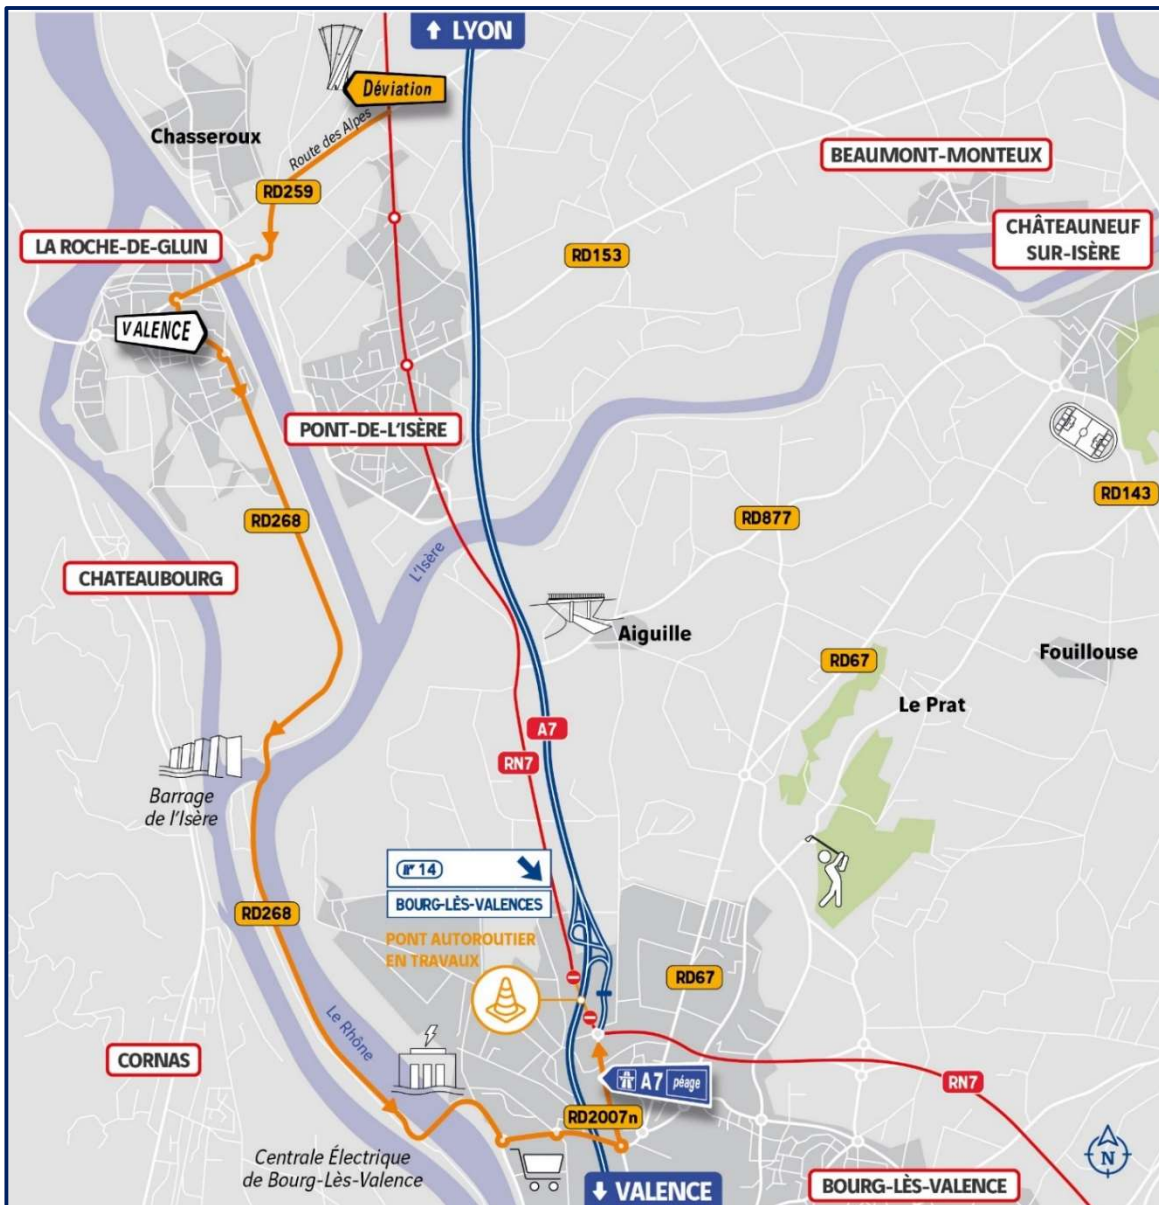 ↑ LYON
Déviation
Chasseroux
Route des Alpes
BEAUMONT-MONTEUX
RD259
CHÂTEAUNEUF
SUR-ISÈRE
LA ROCHE-DE-GLUN
RD153
VALENCE
PONT-DE-L'ISÈRE
RD143
RD268
RD877
L'Isère
CHATEAUBOURG
Aiguille
Fouillouse
RD67
Le Prat
A7
RN7
Barrage
de l'Isère
14
BOURG-LÈS-VALENCES
RD268
PONT AUTOROUTIER
EN TRAVAUX
RD67
Le Rhône
CORNAS
A7 péage
RN7
RD2007n
Centrale Électrique
de Bourg-Lès-Valence
N
↓ VALENCE
BOURG-LÈS-VALENCE